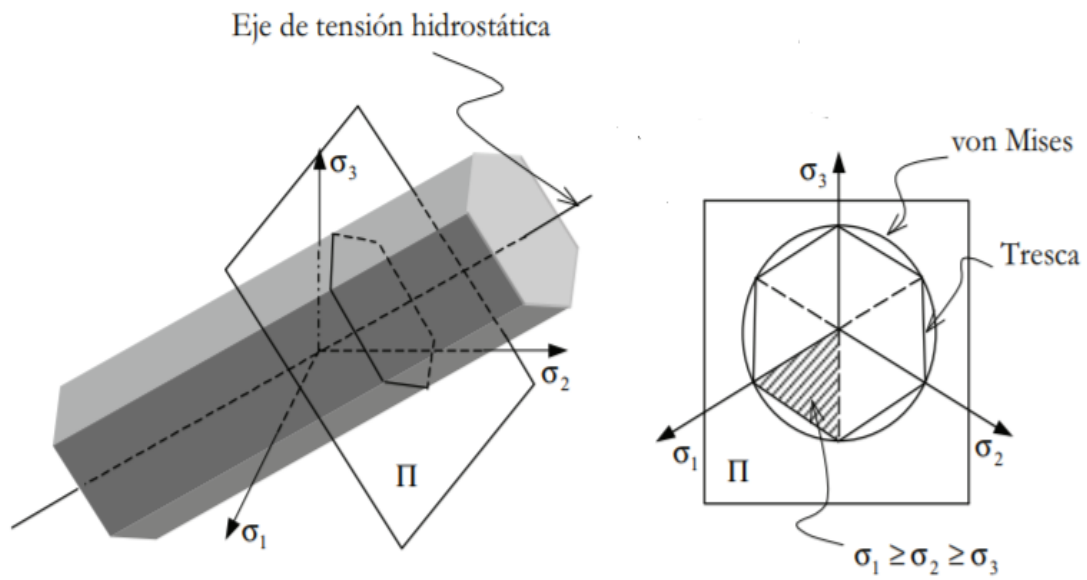 Eje de tensión hidrostática
σ₃
σ₂
σ₁
Π
von Mises
σ₃
Tresca
σ₁
σ₂
Π
σ₁ ≥ σ₂ ≥ σ₃